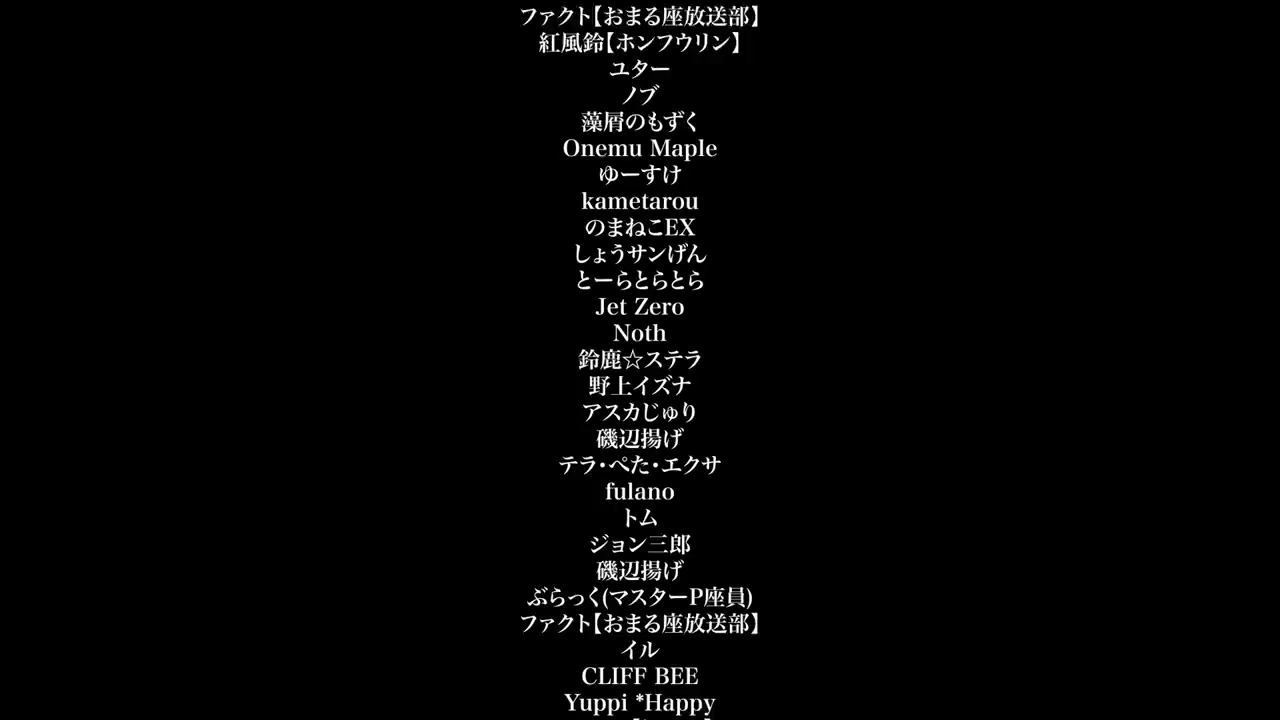 ファクト【おまる座放送部】
紅風鈴【ホンフウリン】
ユター
ノブ
藻屑のもずく
Onemu Maple
ゆーすけ
kametarou
のまねこEX
しょうサンげん
とーらとらとら
Jet Zero
Noth
鈴鹿☆ステラ
野上イズナ
アスカじゅり
磯辺揚げ
テラ・ぺた・エクサ
fulano
トム
ジョン三郎
磯辺揚げ
ぶらっく(マスターP座員)
ファクト【おまる座放送部】
イル
CLIFF BEE
Yuppi *Happy